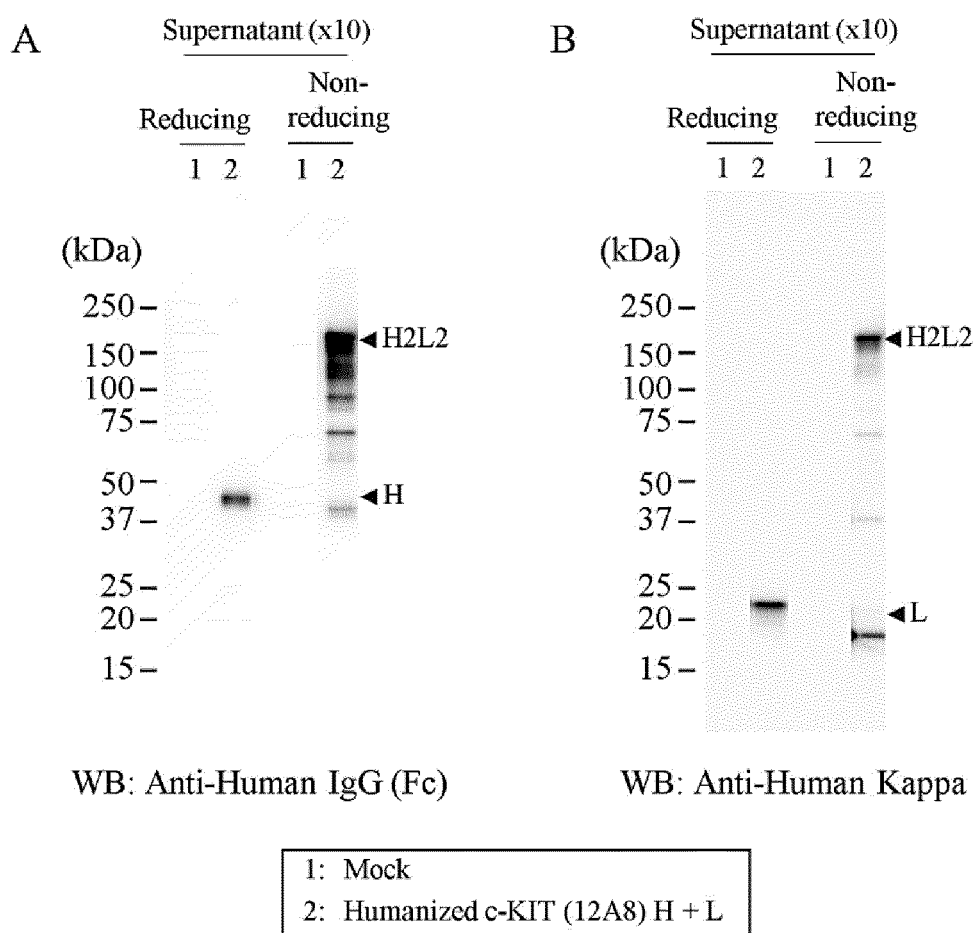 A
Supernatant (x10)
Reducing
Non-
reducing
1 2 1 2
(kDa)
250
150
100
75
50
37
25
20
15
H2L2
H
WB: Anti-Human IgG (Fc)
B
Supernatant (x10)
Reducing
Non-
reducing
1 2 1 2
(kDa)
250
150
100
75
50
37
25
20
15
H2L2
L
WB: Anti-Human Kappa
1: Mock
2: Humanized c-KIT (12A8) H + L